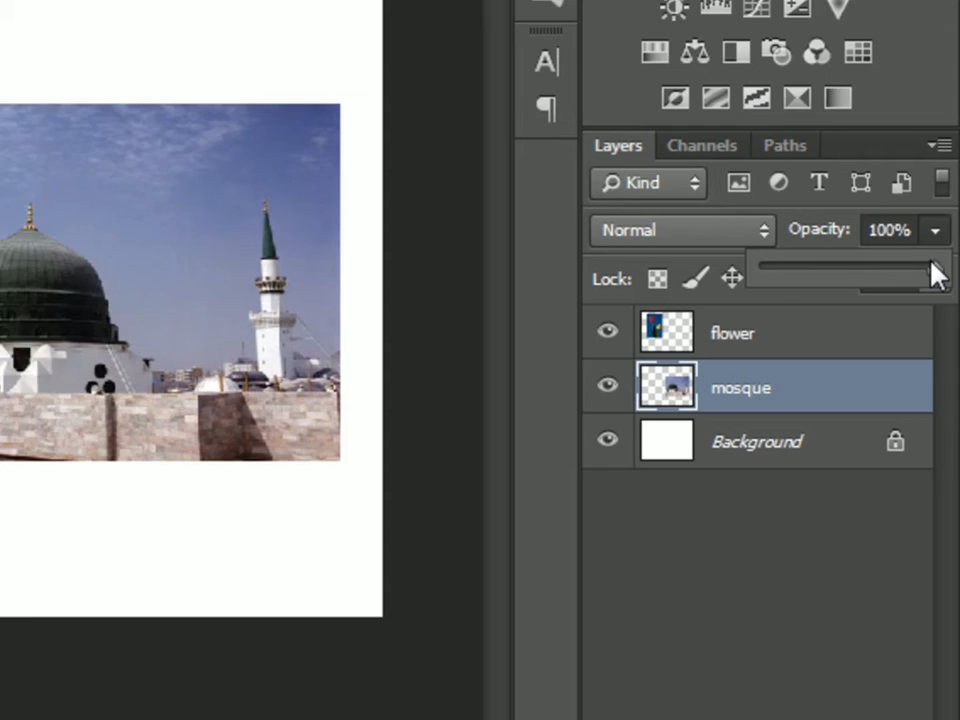 A|
Layers Channels Paths
Kind T
Normal Opacity: 100%
Lock:
flower
mosque
Background